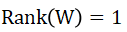 Rank(W) = 1